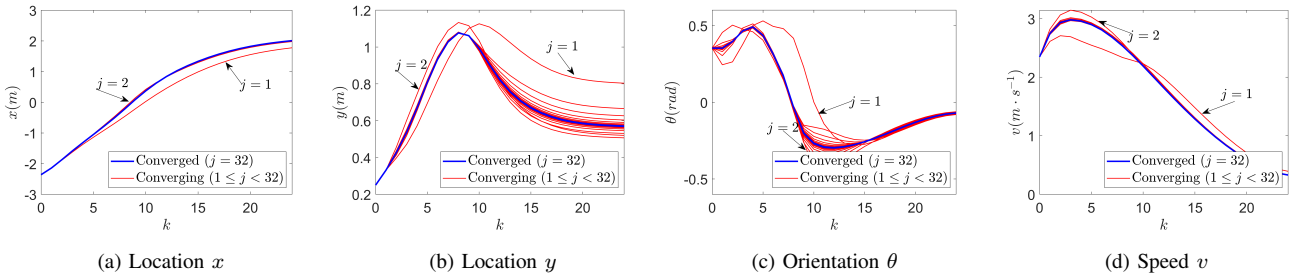 3
2
1
0
-1
-2
-3
x(m)
j = 2
j = 1
Converged (j = 32)
Converging (1 ≤ j < 32)
0 5 10 15 20
k
(a) Location x
1.2
1
0.8
0.6
0.4
0.2
y(m)
j = 1
j = 2
Converged (j = 32)
Converging (1 ≤ j < 32)
0 5 10 15 20
k
(b) Location y
0.5
0
-0.5
θ(rad)
j = 1
j = 2
Converged (j = 32)
Converging (1 ≤ j < 32)
0 5 10 15 20
k
(c) Orientation θ
3
2
1
0
v(m · s⁻¹)
j = 2
j = 1
Converged (j = 32)
Converging (1 ≤ j < 32)
0 5 10 15 20
k
(d) Speed v